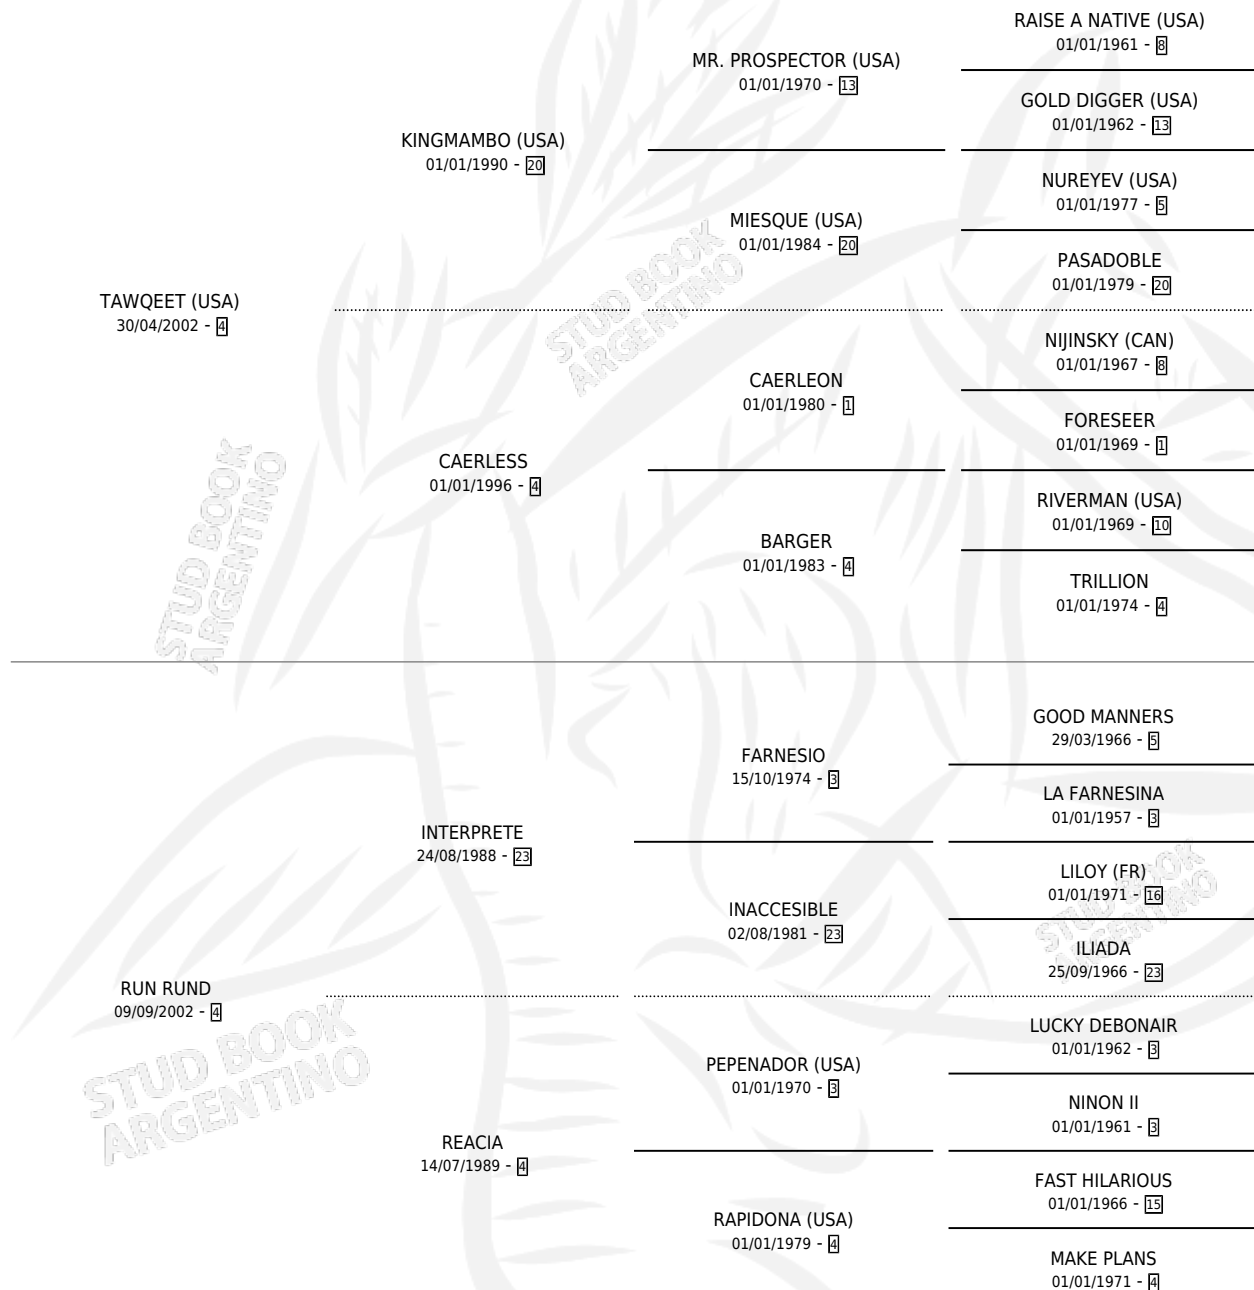 RAISE A NATIVE (USA)
01/01/1961 - 8
MR. PROSPECTOR (USA)
01/01/1970 - 13
GOLD DIGGER (USA)
01/01/1962 - 13
KINGMAMBO (USA)
01/01/1990 - 20
NUREYEV (USA)
01/01/1977 - 5
MIESQUE (USA)
01/01/1984 - 20
PASADOBLE
01/01/1979 - 20
TAWQEET (USA)
30/04/2002 - 4
NIJINSKY (CAN)
01/01/1967 - 8
CAERLEON
01/01/1980 - 1
FORESEER
01/01/1969 - 1
CAERLESS
01/01/1996 - 4
RIVERMAN (USA)
01/01/1969 - 10
BARGER
01/01/1983 - 4
TRILLION
01/01/1974 - 4
GOOD MANNERS
29/03/1966 - 5
FARNESIO
15/10/1974 - 3
LA FARNESINA
01/01/1957 - 3
INTERPRETE
24/08/1988 - 23
LILOY (FR)
01/01/1971 - 16
INACCESIBLE
02/08/1981 - 23
ILIADA
25/09/1966 - 23
RUN RUND
09/09/2002 - 4
LUCKY DEBONAIR
01/01/1962 - 3
PEPENADOR (USA)
01/01/1970 - 3
NINON II
01/01/1961 - 3
REACIA
14/07/1989 - 4
FAST HILARIOUS
01/01/1966 - 15
RAPIDONA (USA)
01/01/1979 - 4
MAKE PLANS
01/01/1971 - 4
STUD BOOK
ARGENTINO
STUD BOOK
ARGENTINO
STUD BOOK
ARGENTINO
STUD BOOK
ARGENTINO